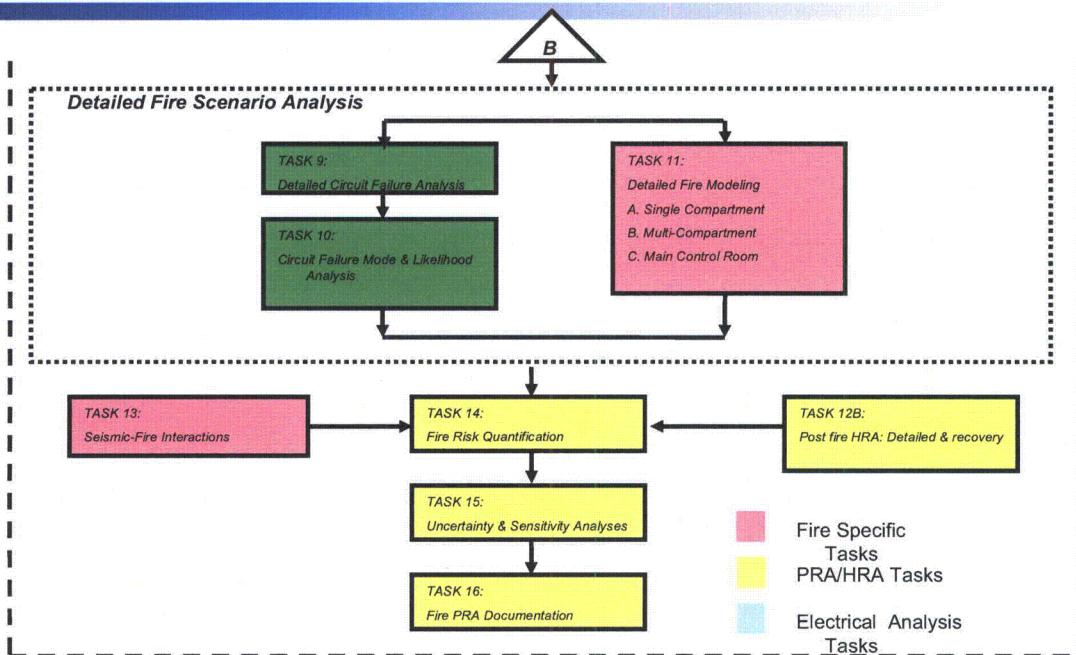 B
Detailed Fire Scenario Analysis
TASK 9:
Detailed Circuit Failure Analysis
TASK 10:
Circuit Failure Mode & Likelihood
Analysis
TASK 11:
Detailed Fire Modeling
A. Single Compartment
B. Multi-Compartment
C. Main Control Room
TASK 13:
Seismic-Fire Interactions
TASK 14:
Fire Risk Quantification
TASK 12B:
Post fire HRA: Detailed & recovery
TASK 15:
Uncertainty & Sensitivity Analyses
TASK 16:
Fire PRA Documentation
Fire Specific
Tasks
PRA/HRA Tasks
Electrical Analysis
Tasks